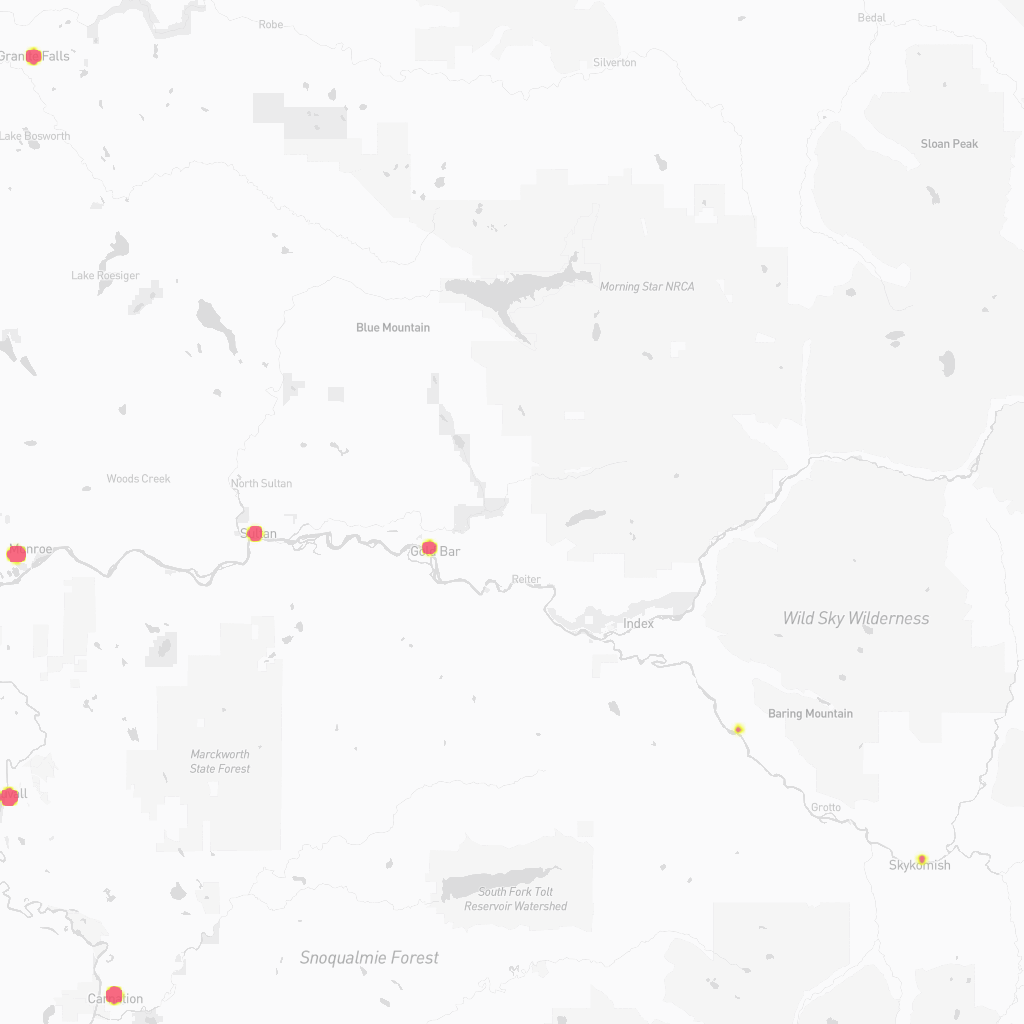 Robe
Bedal
Silverton
Lake Bosworth
Sloan Peak
Lake Roesiger
Morning Star NRCA
Blue Mountain
Woods Creek
North Sultan
Gold Bar
Reiter
Index
Wild Sky Wilderness
Baring Mountain
Marckworth
State Forest
Grotto
Skykomish
South Fork Tolt
Reservoir Watershed
Snoqualmie Forest